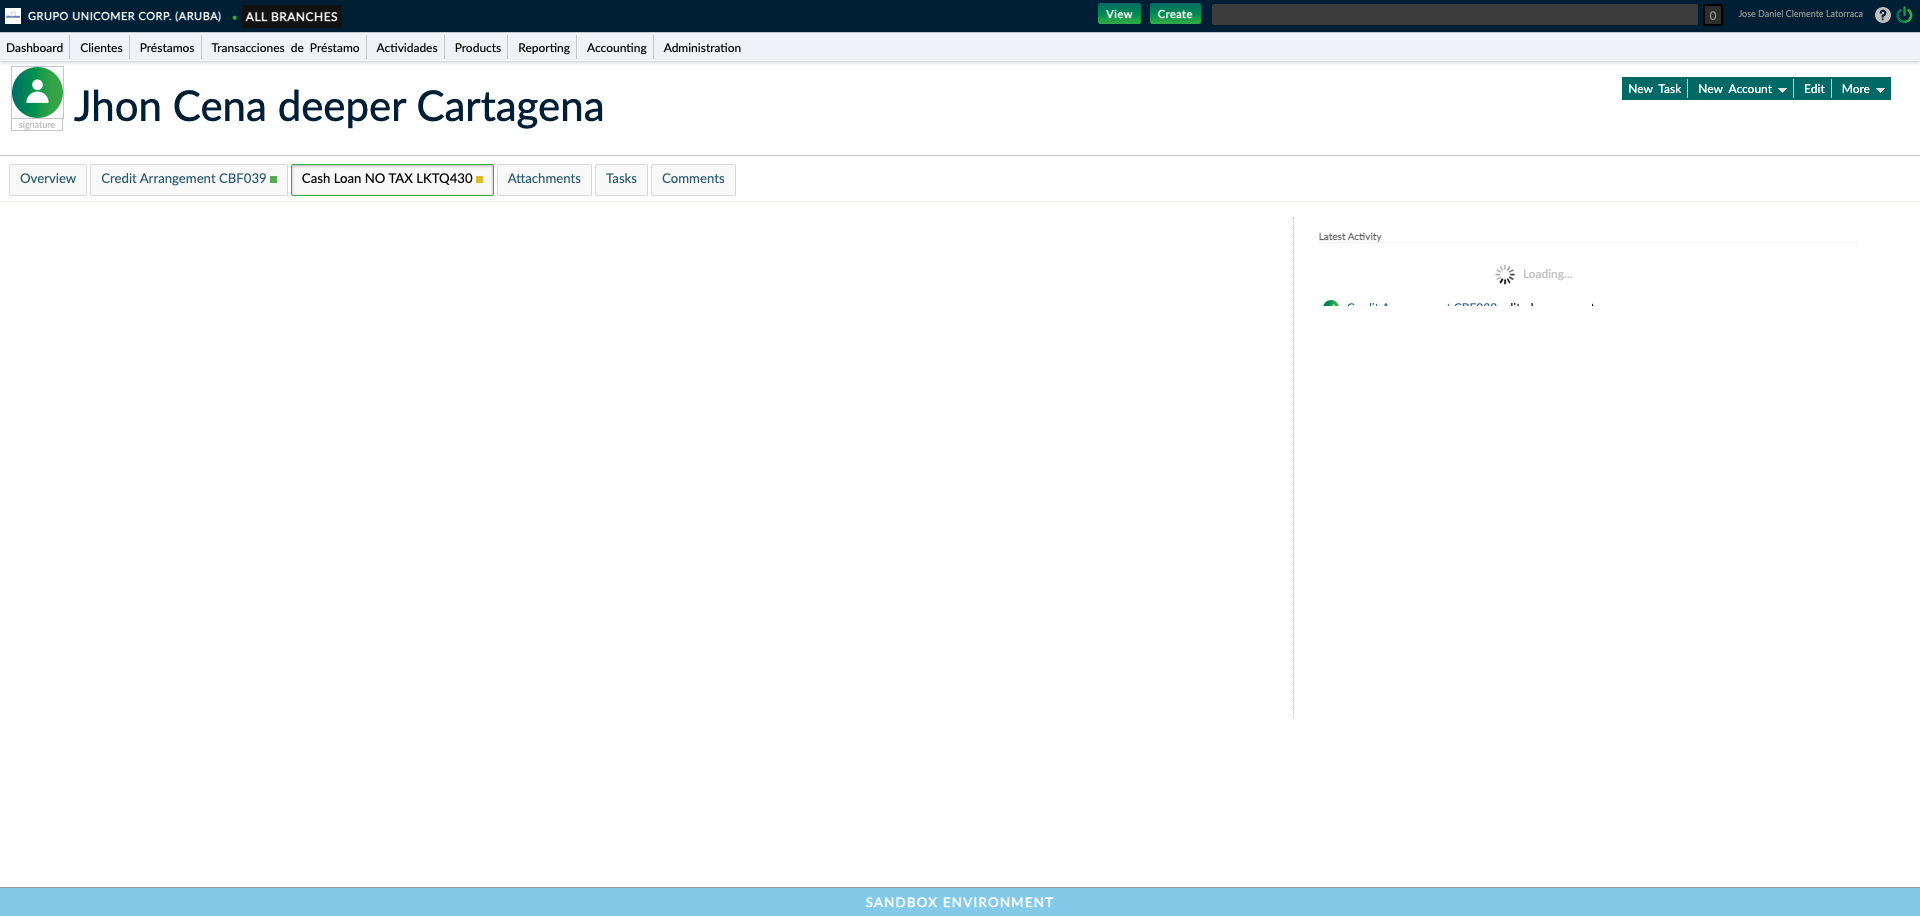 GRUPO UNICOMER CORP. (ARUBA) • ALL BRANCHES
View Create 0 Jose Daniel Clemente Latorraca ?
Dashboard Clientes Préstamos Transacciones de Préstamo Actividades Products Reporting Accounting Administration
signature
Jhon Cena deeper Cartagena
New Task New Account Edit More
Overview Credit Arrangement CBF039 Cash Loan NO TAX LKTQ430 Attachments Tasks Comments
Latest Activity
Loading...
SANDBOX ENVIRONMENT